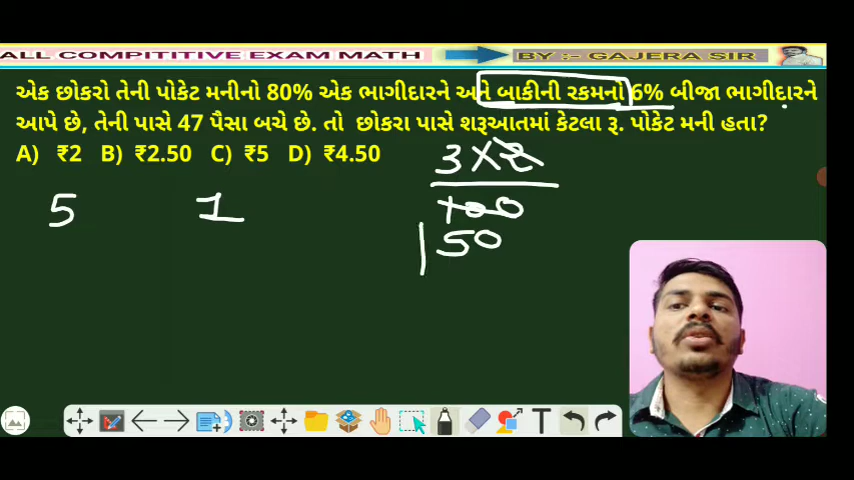 ALL COMPITITIVE EXAM MATH BY :- GAJERA SIR
એક છોકરો તેની પોકેટ મનીનો 80% એક ભાગીદારને અને બાકીની રકમનો 6% બીજા ભાગીદારને
આપે છે, તેની પાસે 47 પૈસા બચે છે. તો છોકરા પાસે શરૂઆતમાં કેટલા રૂ. પોકેટ મની હતા?
A) ₹2 B) ₹2.50 C) ₹5 D) ₹4.50
3 X 2
5 1 100
50
T